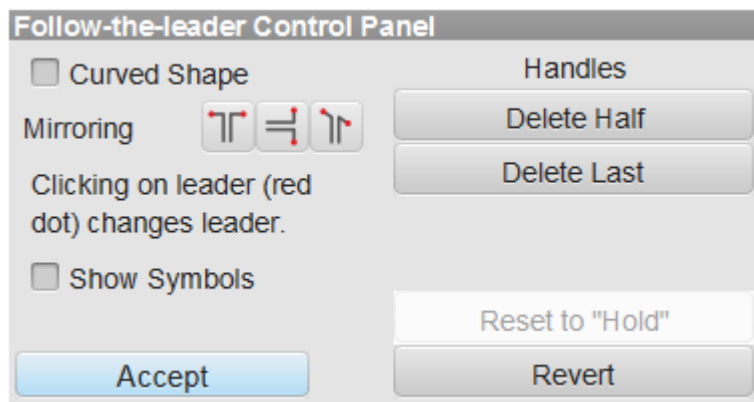 Follow-the-leader Control Panel
Curved Shape
Mirroring
Clicking on leader (red
dot) changes leader.
Show Symbols
Accept
Handles
Delete Half
Delete Last
Reset to "Hold"
Revert